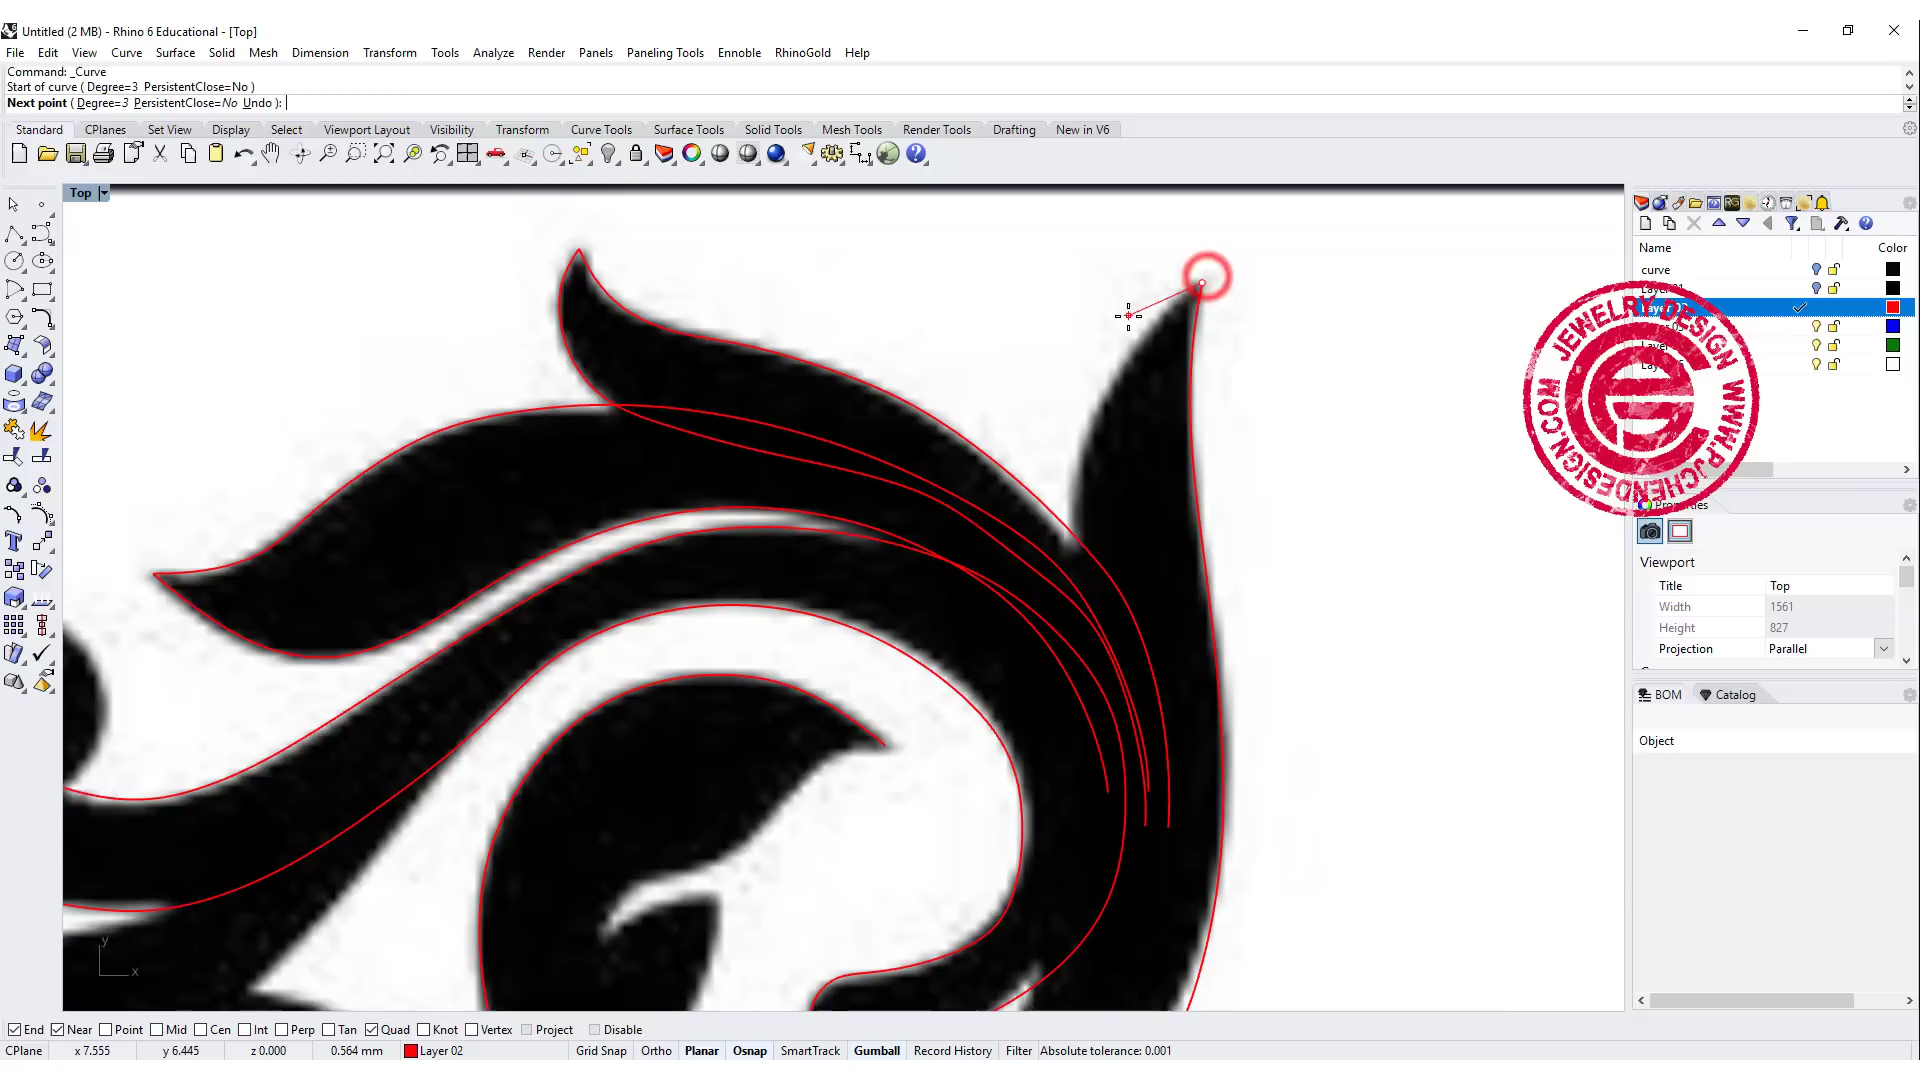 Untitled (2 MB) - Rhino 6 Educational - [Top]
File Edit View Curve Surface Solid Mesh Dimension Transform Tools Analyze Render Panels Paneling Tools Ennoble RhinoGold Help
Command: _Curve
Start of curve ( Degree=3 PersistentClose=No )
Next point ( Degree=3 PersistentClose=No Undo ):
Standard CPlanes Set View Display Select Viewport Layout Visibility Transform Curve Tools Surface Tools Solid Tools Mesh Tools Render Tools Drafting New in V6
Top
Name Color
curve
JEWELRY DESIGN WWW.PJCHENDESIGN.COM
Properties
Viewport
Title Top
Width 1561
Height 827
Projection Parallel
BOM Catalog
Object
y
x
End Near Point Mid Cen Int Perp Tan Quad Knot Vertex Project Disable
CPlane x 7.555 y 6.445 z 0.000 0.564 mm Layer 02 Grid Snap Ortho Planar Osnap SmartTrack Gumball Record History Filter Absolute tolerance: 0.001